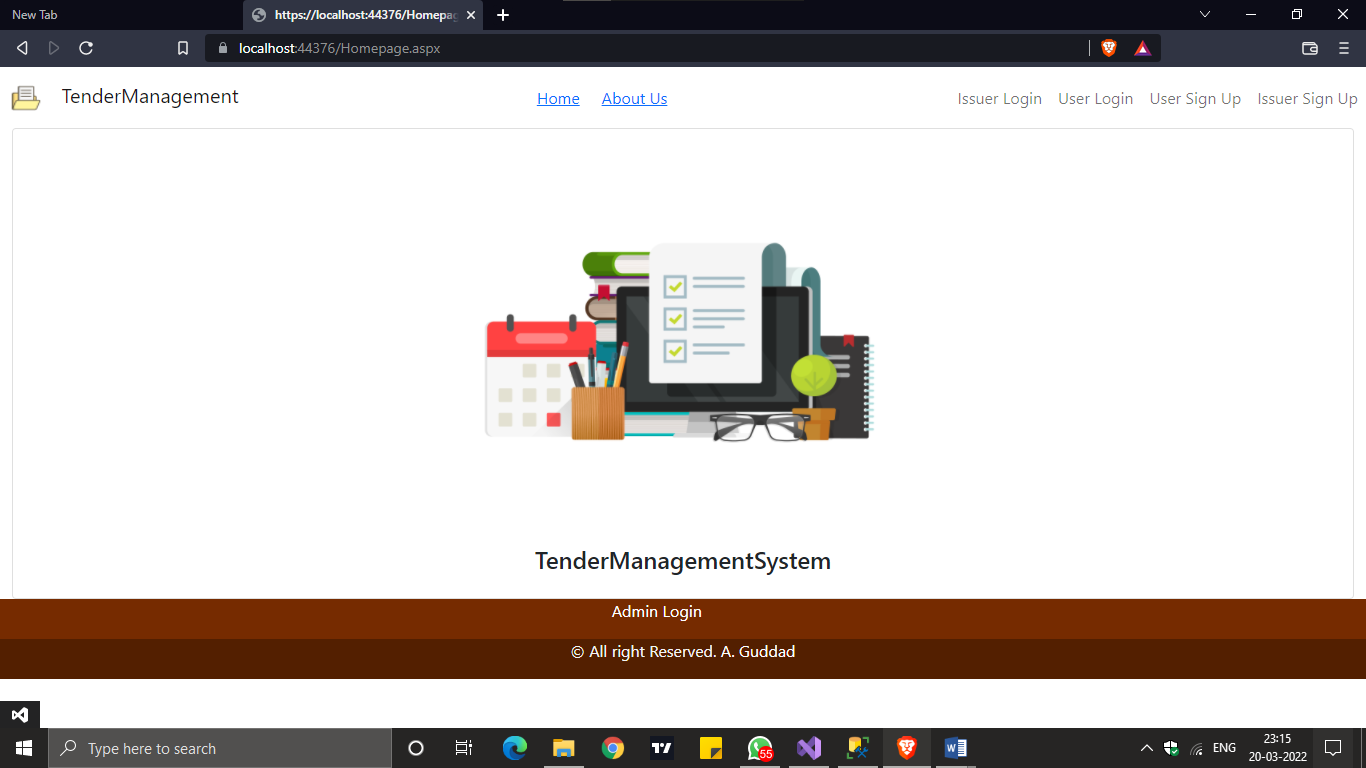 New Tab
https://localhost:44376/Homepag
localhost:44376/Homepage.aspx
TenderManagement
Home About Us
Issuer Login User Login User Sign Up Issuer Sign Up
TenderManagementSystem
Admin Login
© All right Reserved. A. Guddad
Type here to search
55
ENG
23:15
20-03-2022